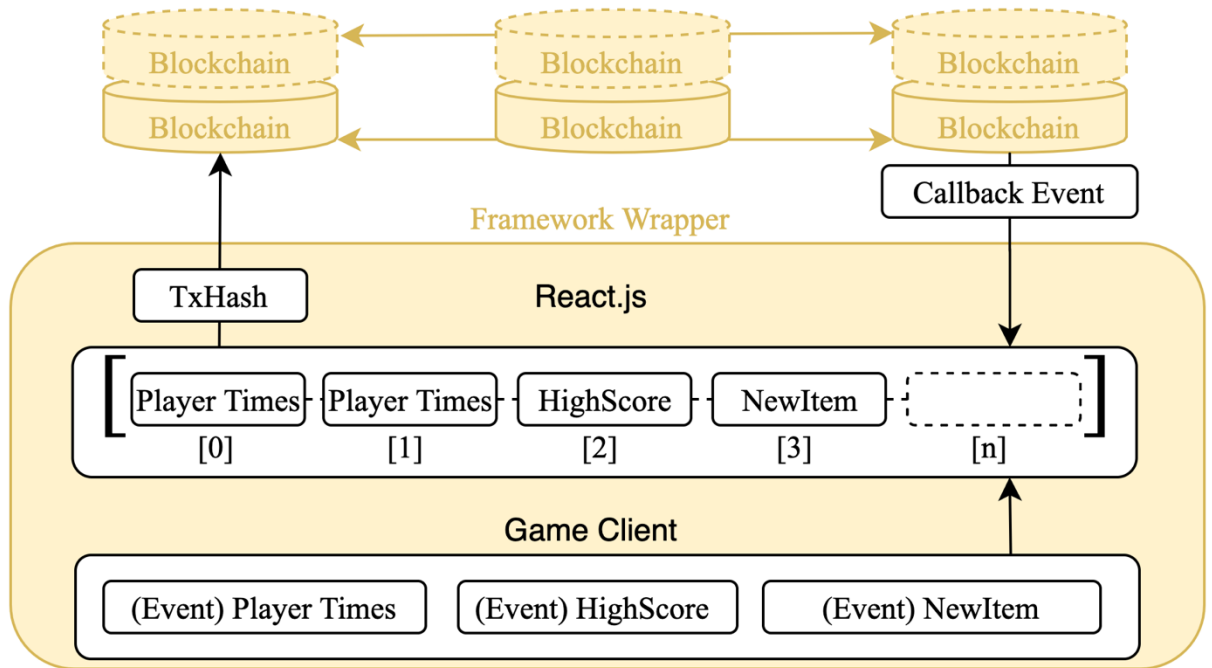 Blockchain Blockchain Blockchain
Blockchain Blockchain Blockchain
Callback Event
Framework Wrapper
TxHash
React.js
[ Player Times Player Times HighScore NewItem ]
[0] [1] [2] [3] [n]
Game Client
(Event) Player Times (Event) HighScore (Event) NewItem